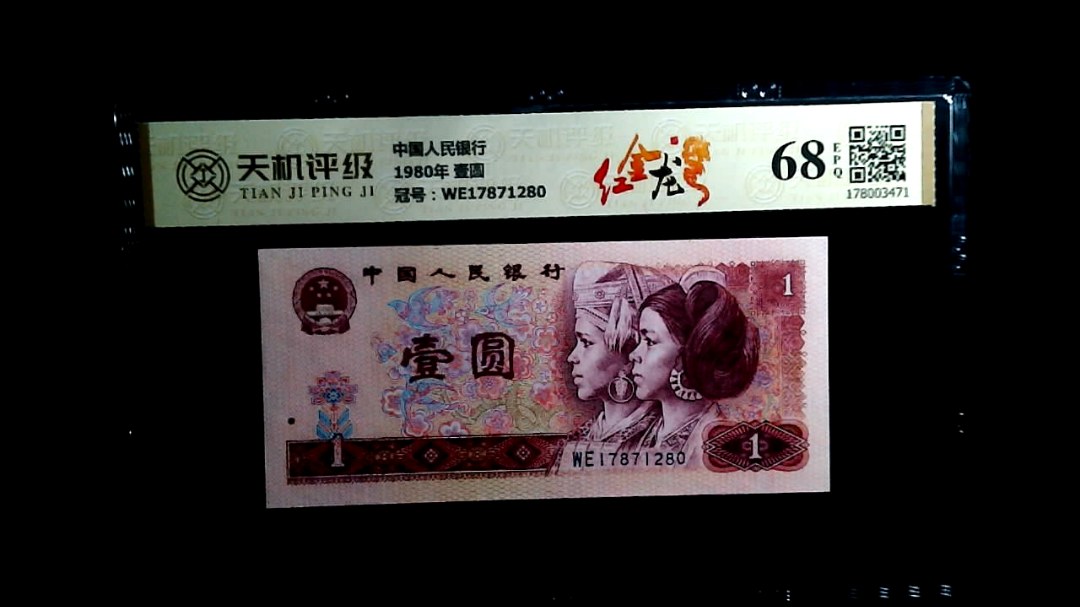 天机评级
TIAN JI PING JI
中国人民银行
1980年 壹圆
冠号：WE17871280
红金龙湾
68
EPQ
178003471
中国人民银行
1
壹圆
1
WE17871280
1